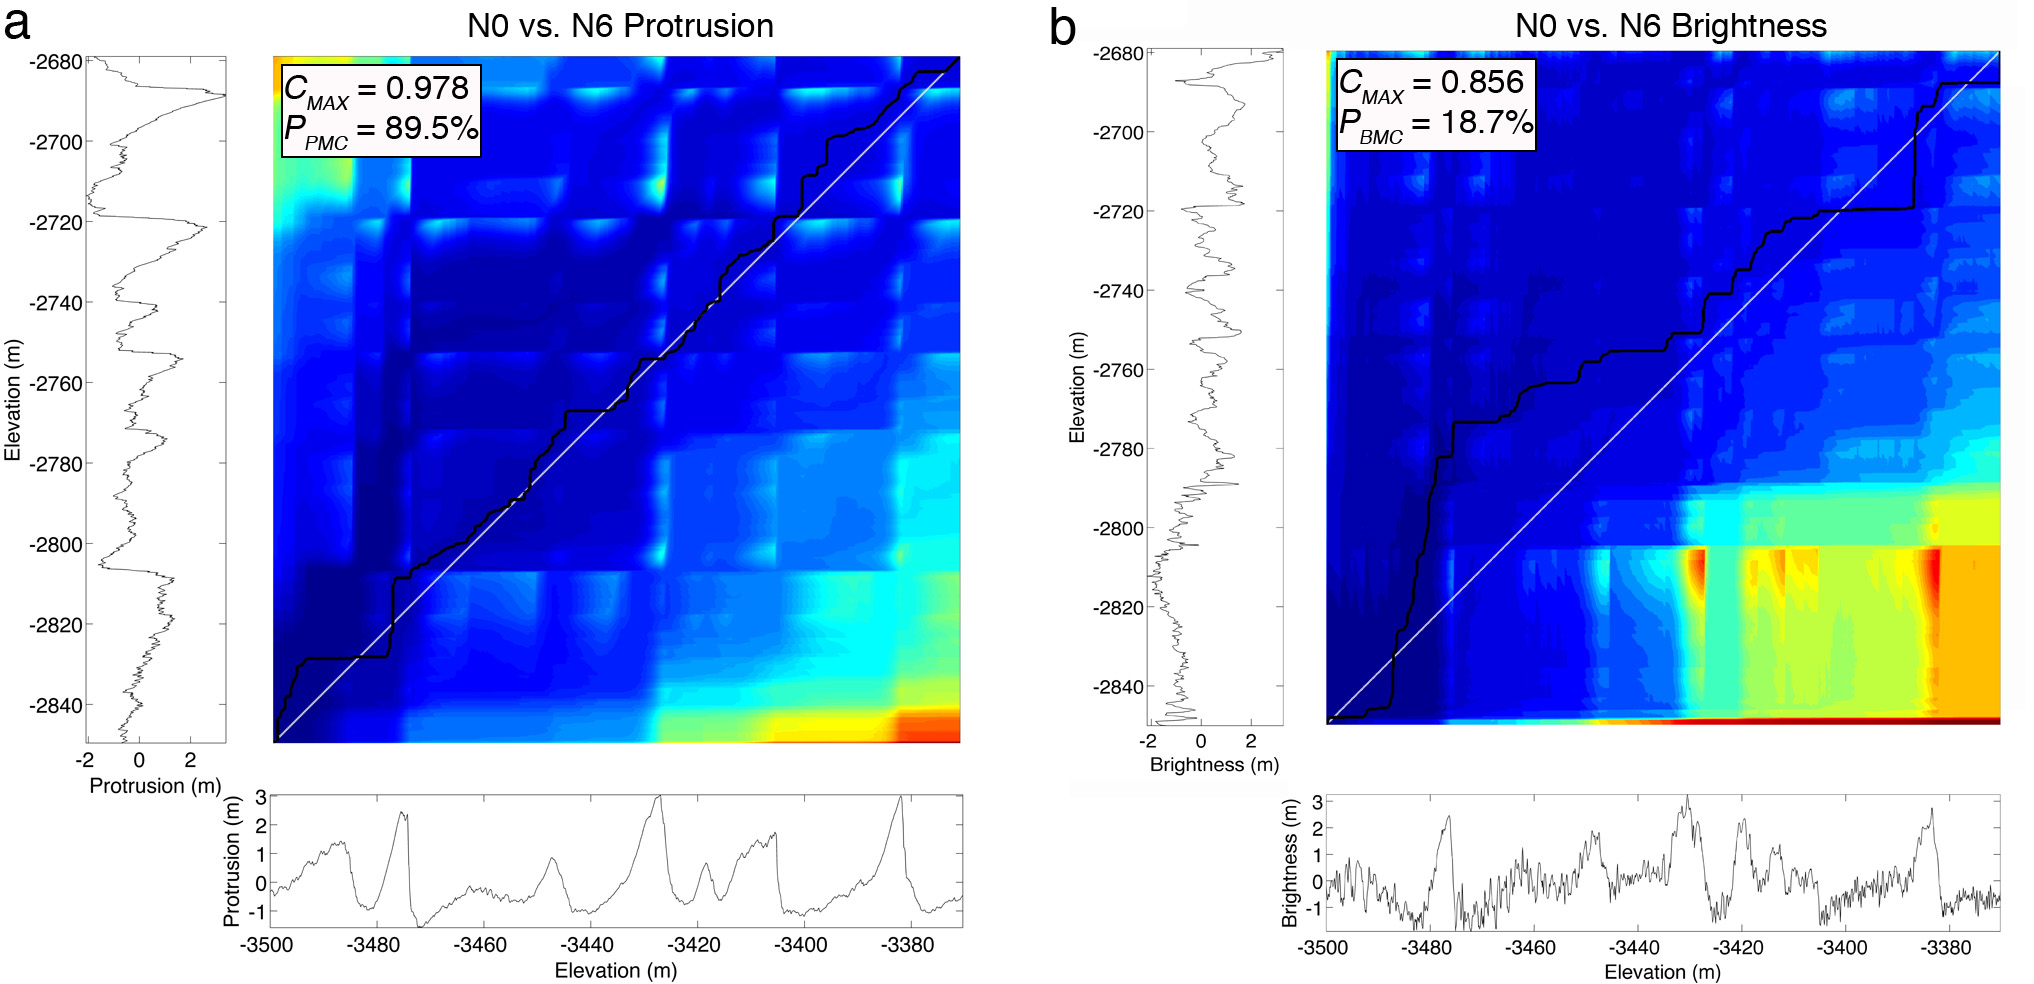 a
N0 vs. N6 Protrusion
C_MAX = 0.978
P_PMC = 89.5%
-2680
-2700
-2720
-2740
-2760
-2780
-2800
-2820
-2840
Elevation (m)
-2 0 2
Protrusion (m)
3
2
1
0
-1
Protrusion (m)
-3500 -3480 -3460 -3440 -3420 -3400 -3380
Elevation (m)
b
N0 vs. N6 Brightness
C_MAX = 0.856
P_BMC = 18.7%
-2680
-2700
-2720
-2740
-2760
-2780
-2800
-2820
-2840
Elevation (m)
-2 0 2
Brightness (m)
3
2
1
0
-1
Brightness (m)
-3500 -3480 -3460 -3440 -3420 -3400 -3380
Elevation (m)